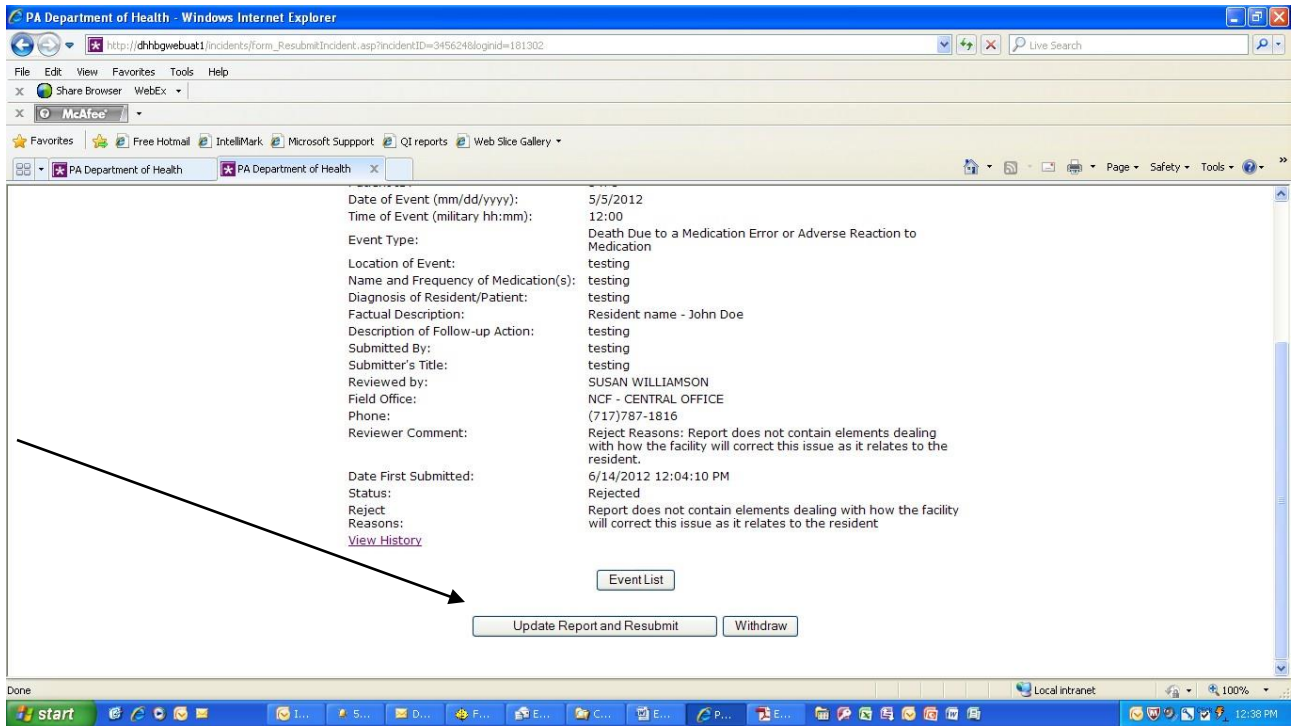 PA Department of Health - Windows Internet Explorer
http://dhhbgwebuat1/incidents/form_ResubmitIncident.asp?incidentID=345624&loginid=181302
Live Search
File Edit View Favorites Tools Help
x Share Browser WebEx
x McAfee
Favorites Free Hotmail IntelliMark Microsoft Suppport QI reports Web Slice Gallery
PA Department of Health PA Department of Health X Page Safety Tools »
Date of Event (mm/dd/yyyy): 5/5/2012
Time of Event (military hh:mm): 12:00
Event Type: Death Due to a Medication Error or Adverse Reaction to
Medication
Location of Event: testing
Name and Frequency of Medication(s): testing
Diagnosis of Resident/Patient: testing
Factual Description: Resident name - John Doe
Description of Follow-up Action: testing
Submitted By: testing
Submitter's Title: testing
Reviewed by: SUSAN WILLIAMSON
Field Office: NCF - CENTRAL OFFICE
Phone: (717)787-1816
Reviewer Comment: Reject Reasons: Report does not contain elements dealing
with how the facility will correct this issue as it relates to the
resident.
Date First Submitted: 6/14/2012 12:04:10 PM
Status: Rejected
Reject Report does not contain elements dealing with how the facility
Reasons: will correct this issue as it relates to the resident
View History
Event List
Update Report and Resubmit Withdraw
Done Local intranet 100%
start I... 5... D... F... E... C... E... P... E... 12:38 PM